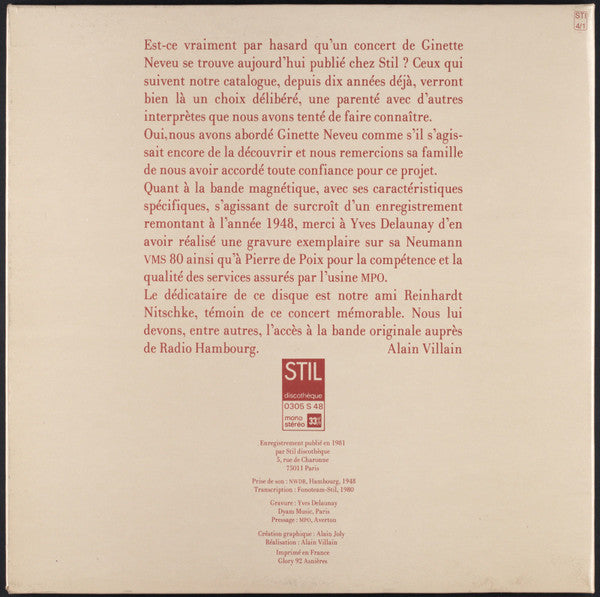 STI
4/1
Est-ce vraiment par hasard qu'un concert de Ginette
Neveu se trouve aujourd'hui publié chez Stil ? Ceux qui
suivent notre catalogue, depuis dix années déjà, verront
bien là un choix délibéré, une parenté avec d'autres
interprètes que nous avons tenté de faire connaître.
Oui, nous avons abordé Ginette Neveu comme s'il s'agis-
sait encore de la découvrir et nous remercions sa famille
de nous avoir accordé toute confiance pour ce projet.
Quant à la bande magnétique, avec ses caractéristiques
spécifiques, s'agissant de surcroît d'un enregistrement
remontant à l'année 1948, merci à Yves Delaunay d'en
avoir réalisé une gravure exemplaire sur sa Neumann
VMS 80 ainsi qu'à Pierre de Poix pour la compétence et la
qualité des services assurés par l'usine MPO.
Le dédicataire de ce disque est notre ami Reinhardt
Nitschke, témoin de ce concert mémorable. Nous lui
devons, entre autres, l'accès à la bande originale auprès
de Radio Hambourg. Alain Villain
STIL
discothèque
0305 S 48
mono
stéréo 33
Enregistrement publié en 1981
par Stil discothèque
5, rue de Charonne
75011 Paris
Prise de son : NWDR, Hambourg, 1948
Transcription : Fonoteam-Stil, 1980
Gravure : Yves Delaunay
Dyam Music, Paris
Pressage : MPO, Averton
Création graphique : Alain Joly
Réalisation : Alain Villain
Imprimé en France
Glory 92 Asnières